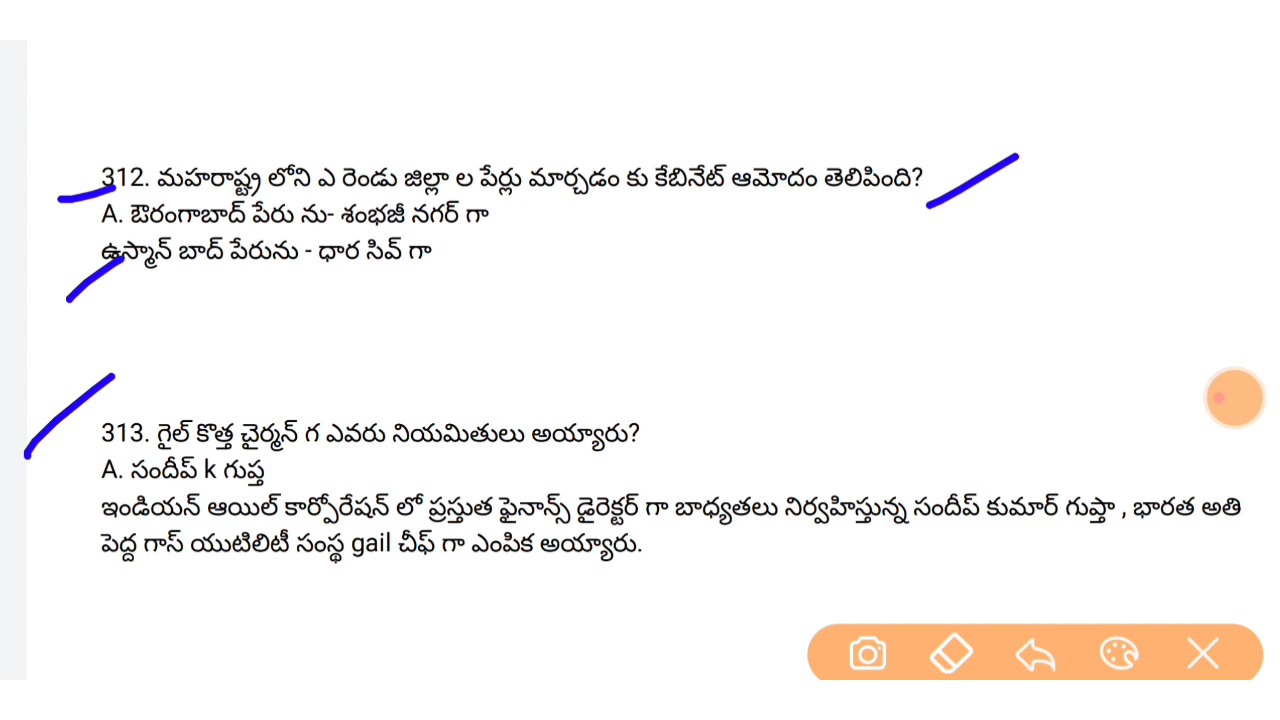 312. మహరాష్ట్ర లోని ఎ రెండు జిల్లా ల పేర్లు మార్చడం కు కేబినేట్ ఆమోదం తెలిపింది?
A. ఔరంగాబాద్ పేరు ను- శంభజీ నగర్ గా
ఉస్మాన్ బాద్ పేరును - ధార సివ్ గా
313. గైల్ కొత్త చైర్మన్ గ ఎవరు నియమితులు అయ్యారు?
A. సందీప్ k గుప్త
ఇండియన్ ఆయిల్ కార్పోరేషన్ లో ప్రస్తుత ఫైనాన్స్ డైరెక్టర్ గా బాధ్యతలు నిర్వహిస్తున్న సందీప్ కుమార్ గుప్తా , భారత అతి
పెద్ద గాస్ యుటిలిటీ సంస్థ gail చీఫ్ గా ఎంపిక అయ్యారు.